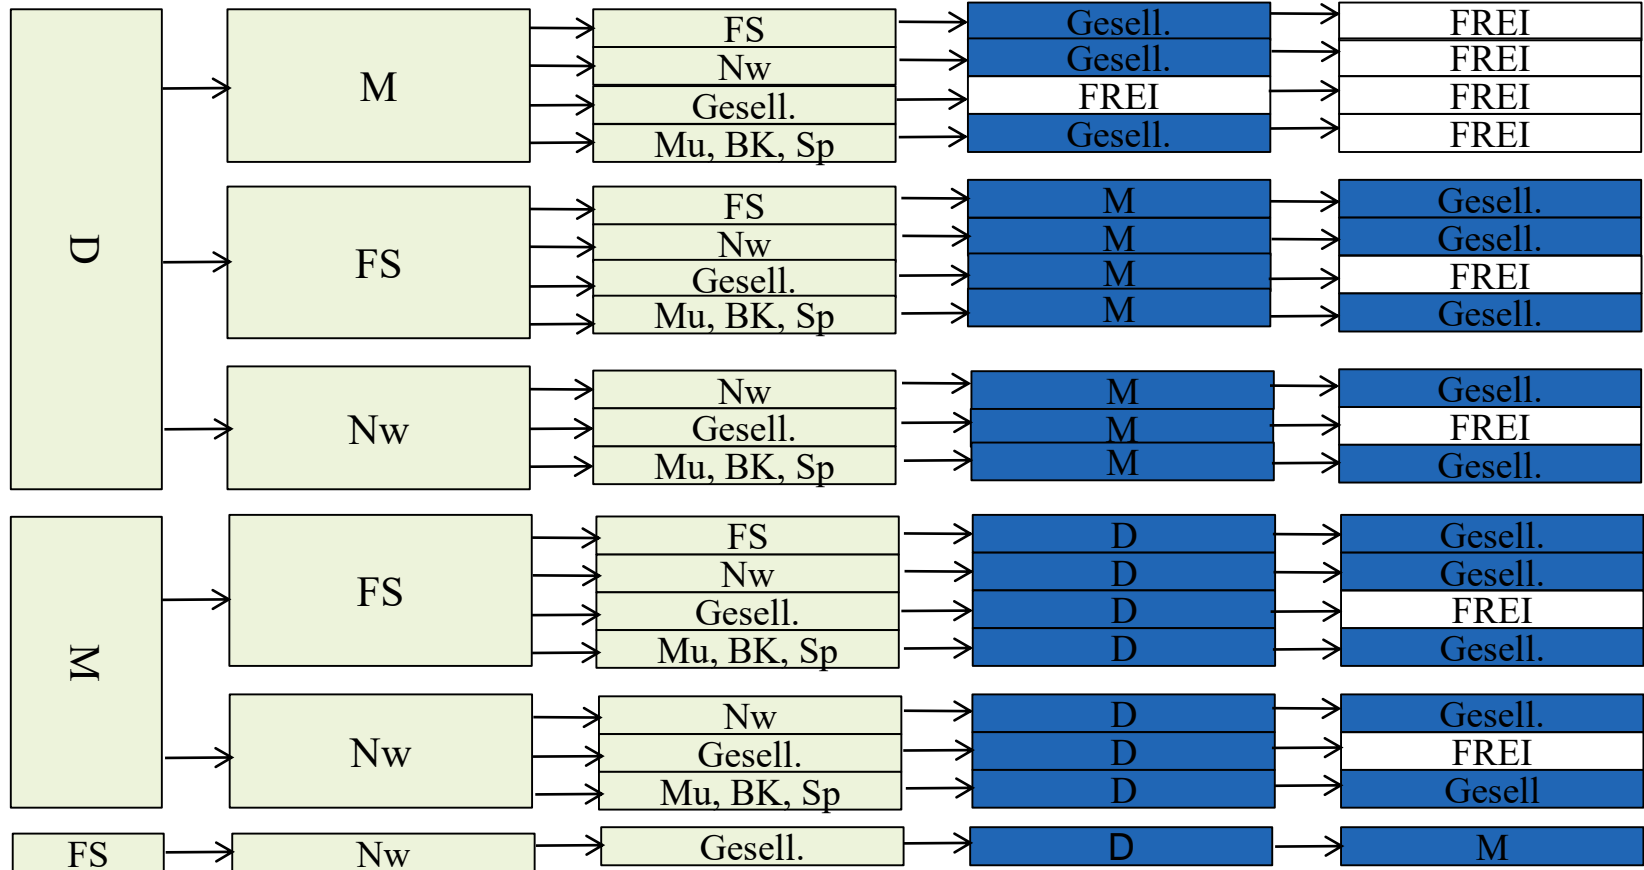 D
M
FS Gesell. FREI
Nw Gesell. FREI
Gesell. FREI FREI
Mu, BK, Sp Gesell. FREI
FS
FS M Gesell.
Nw M Gesell.
Gesell. M FREI
Mu, BK, Sp M Gesell.
Nw
Nw M Gesell.
Gesell. M FREI
Mu, BK, Sp M Gesell.
M
FS
FS D Gesell.
Nw D Gesell.
Gesell. D FREI
Mu, BK, Sp D Gesell.
Nw
Nw D Gesell.
Gesell. D FREI
Mu, BK, Sp D Gesell
FS Nw Gesell. D M